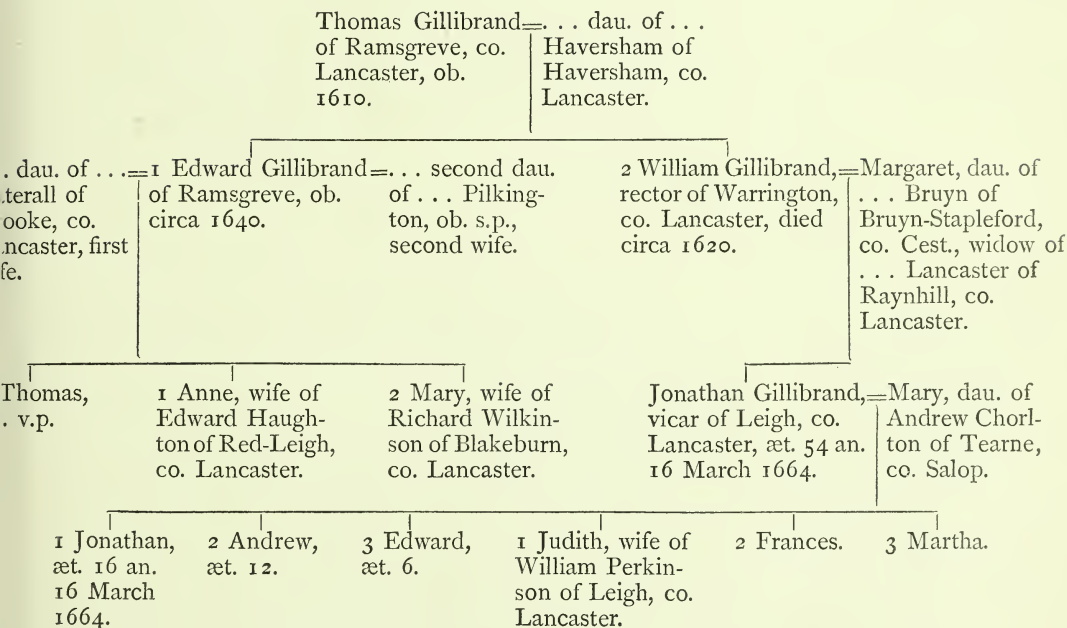 Thomas Gillibrand=. . . dau. of . . .
of Ramsgreve, co.
Lancaster, ob.
1610.
Haversham of
Haversham, co.
Lancaster.
. dau. of . . .=
.terall of
ooke, co.
ncaster, first
fe.
1 Edward Gillibrand=
of Ramsgreve, ob.
circa 1640.
. . . second dau.
of . . . Pilking-
ton, ob. s.p.,
second wife.
2 William Gillibrand,=
rector of Warrington,
co. Lancaster, died
circa 1620.
Margaret, dau. of
. . . Bruyn of
Bruyn-Stapleford,
co. Cest., widow of
. . . Lancaster of
Raynhill, co.
Lancaster.
Thomas,
. v.p.
1 Anne, wife of
Edward Haugh-
ton of Red-Leigh,
co. Lancaster.
2 Mary, wife of
Richard Wilkin-
son of Blakeburn,
co. Lancaster.
Jonathan Gillibrand,=
vicar of Leigh, co.
Lancaster, æt. 54 an.
16 March 1664.
Mary, dau. of
Andrew Chorl-
ton of Tearne,
co. Salop.
1 Jonathan,
æt. 16 an.
16 March
1664.
2 Andrew,
æt. 12.
3 Edward,
æt. 6.
1 Judith, wife of
William Perkin-
son of Leigh, co.
Lancaster.
2 Frances.
3 Martha.